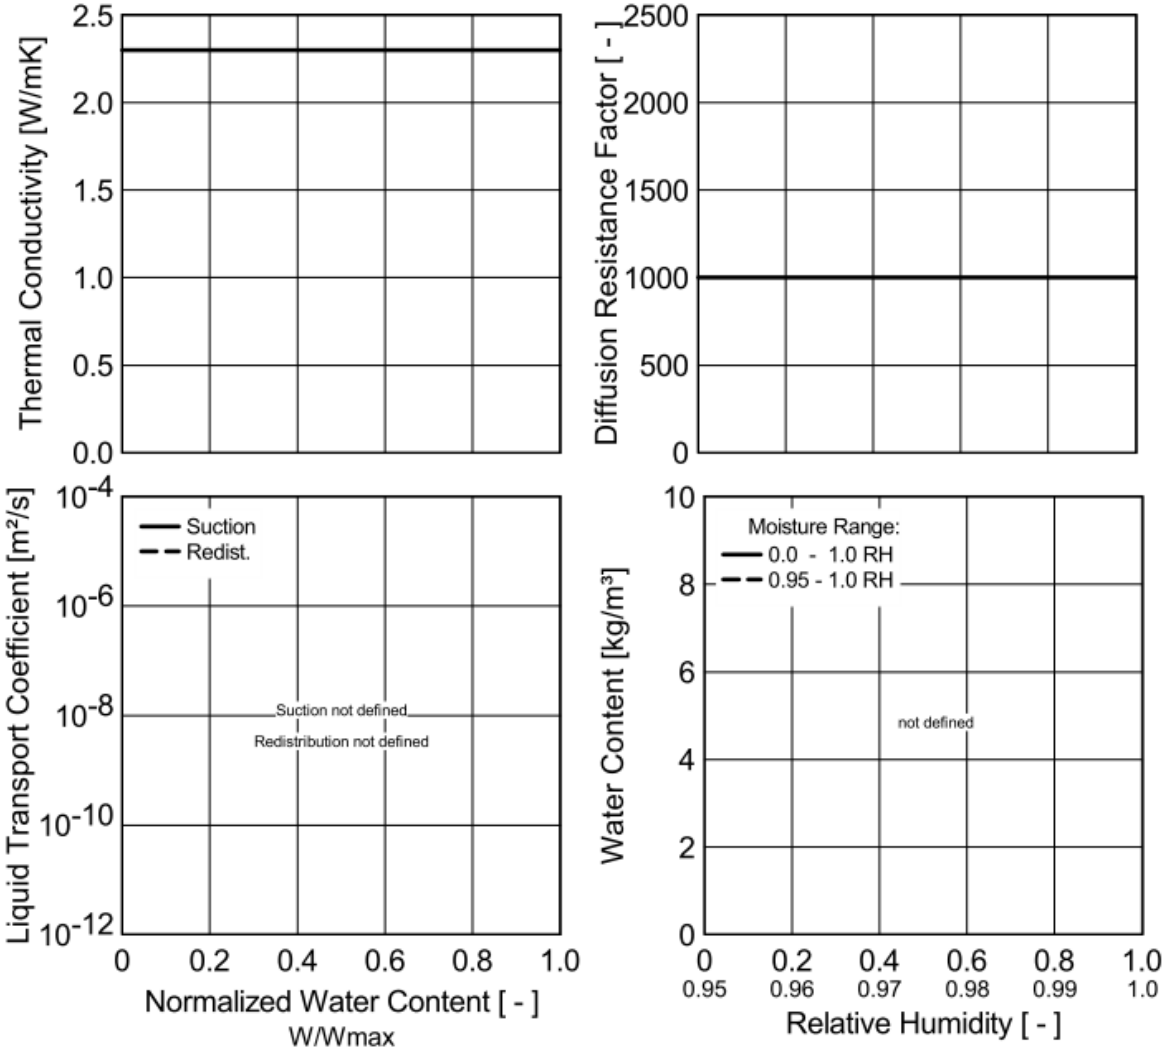 Thermal Conductivity [W/mK]
2.5
2.0
1.5
1.0
0.5
0.0
Diffusion Resistance Factor [ - ]
2500
2000
1500
1000
500
0
Liquid Transport Coefficient [m²/s]
10-4
10-6
10-8
10-10
10-12
Suction
Redist.
Suction not defined
Redistribution not defined
0 0.2 0.4 0.6 0.8 1.0
Normalized Water Content [ - ]
W/Wmax
Water Content [kg/m³]
10
8
6
4
2
0
Moisture Range:
0.0 - 1.0 RH
0.95 - 1.0 RH
not defined
0 0.2 0.4 0.6 0.8 1.0
0.95 0.96 0.97 0.98 0.99 1.0
Relative Humidity [ - ]